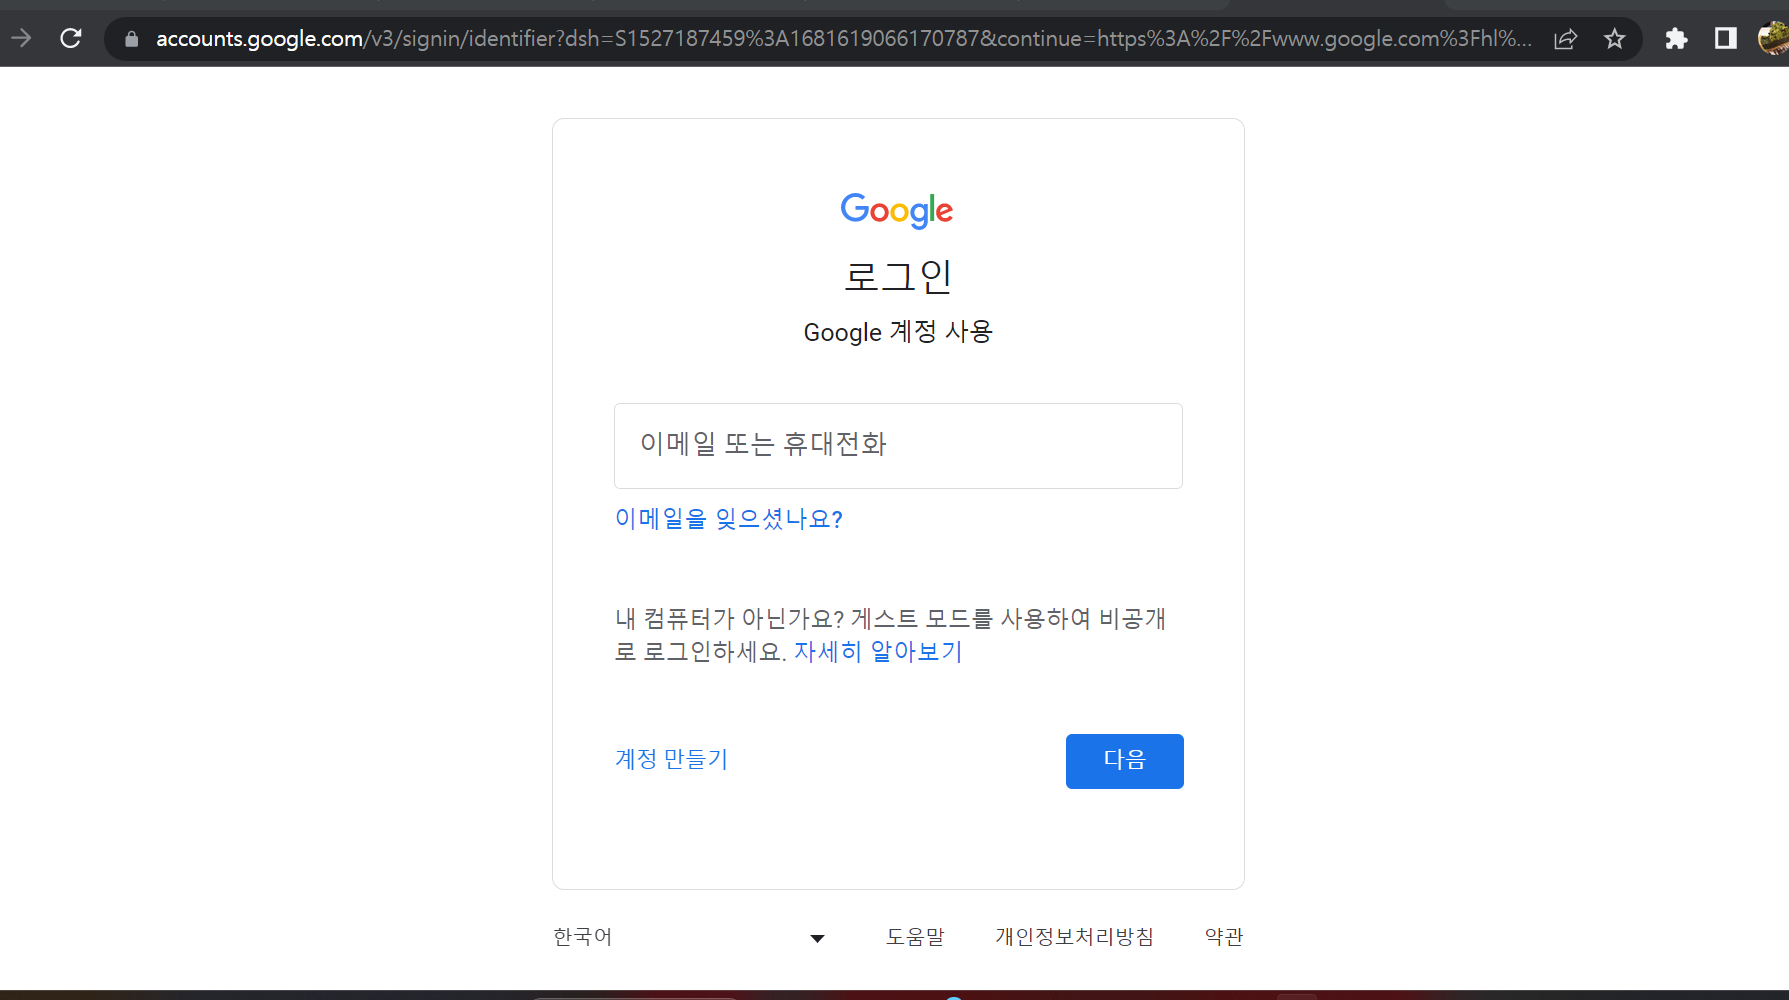 accounts.google.com/v3/signin/identifier?dsh=S1527187459%3A1681619066170787&continue=https%3A%2F%2Fwww.google.com%3Fhl%...
Google
로그인
Google 계정 사용
이메일 또는 휴대전화
이메일을 잊으셨나요?
내 컴퓨터가 아닌가요? 게스트 모드를 사용하여 비공개
로 로그인하세요. 자세히 알아보기
계정 만들기 다음
한국어 도움말 개인정보처리방침 약관